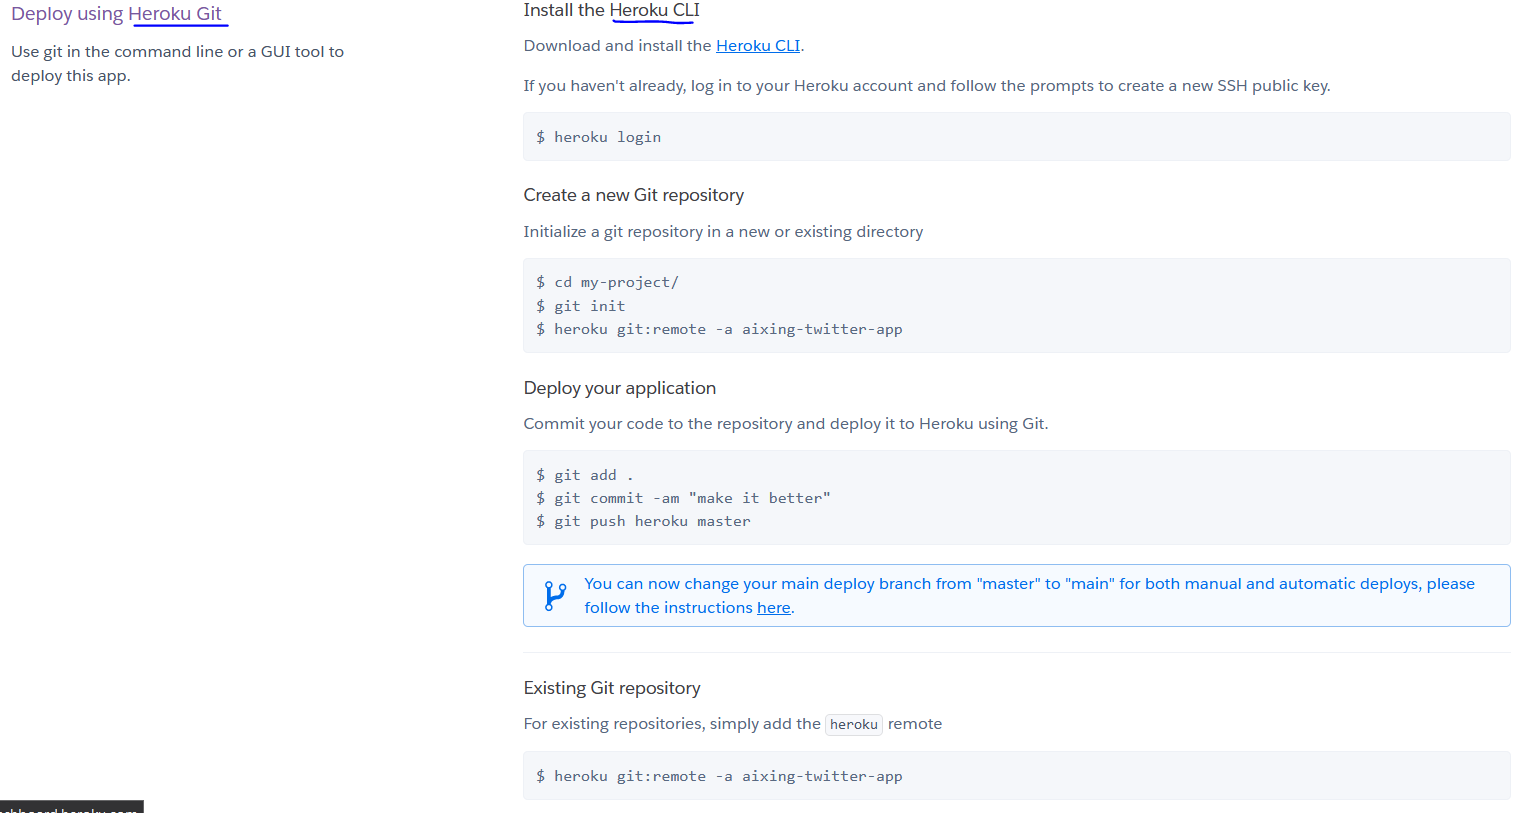 Deploy using Heroku Git
Use git in the command line or a GUI tool to
deploy this app.
Install the Heroku CLI
Download and install the Heroku CLI.
If you haven't already, log in to your Heroku account and follow the prompts to create a new SSH public key.
$ heroku login
Create a new Git repository
Initialize a git repository in a new or existing directory
$ cd my-project/
$ git init
$ heroku git:remote -a aixing-twitter-app
Deploy your application
Commit your code to the repository and deploy it to Heroku using Git.
$ git add .
$ git commit -am "make it better"
$ git push heroku master
You can now change your main deploy branch from "master" to "main" for both manual and automatic deploys, please
follow the instructions here.
Existing Git repository
For existing repositories, simply add the heroku remote
$ heroku git:remote -a aixing-twitter-app